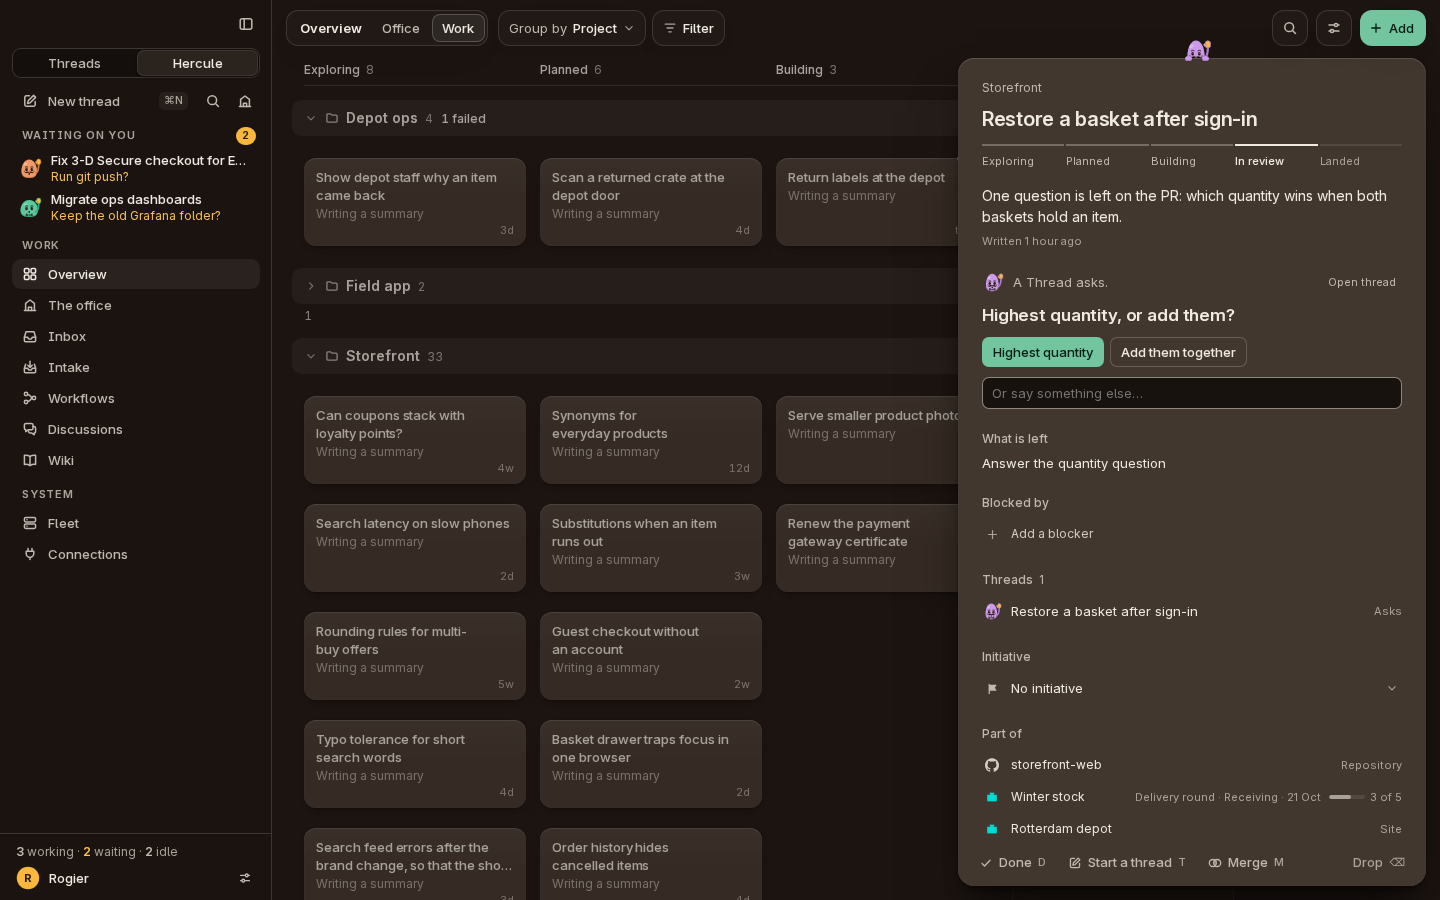 Threads
Hercule
New thread
⌘N
WAITING ON YOU
2
Fix 3-D Secure checkout for E…
Run git push?
Migrate ops dashboards
Keep the old Grafana folder?
WORK
Overview
The office
Inbox
Intake
Workflows
Discussions
Wiki
SYSTEM
Fleet
Connections
3 working · 2 waiting · 2 idle
R
Rogier
Overview
Office
Work
Group by Project
Filter
Add
Exploring 8
Planned 6
Building 3
Depot ops 4 1 failed
Show depot staff why an item
came back
Writing a summary
3d
Scan a returned crate at the
depot door
Writing a summary
4d
Return labels at the depot
Writing a summary
Field app 2
1
Storefront 33
Can coupons stack with
loyalty points?
Writing a summary
4w
Synonyms for
everyday products
Writing a summary
12d
Serve smaller product photo
Writing a summary
Search latency on slow phones
Writing a summary
2d
Substitutions when an item
runs out
Writing a summary
3w
Renew the payment
gateway certificate
Writing a summary
Rounding rules for multi-
buy offers
Writing a summary
5w
Guest checkout without
an account
Writing a summary
2w
Typo tolerance for short
search words
Writing a summary
4d
Basket drawer traps focus in
one browser
Writing a summary
2d
Search feed errors after the
brand change, so that the sho…
Writing a summary
3d
Order history hides
cancelled items
Writing a summary
4d
Storefront
Restore a basket after sign-in
Exploring
Planned
Building
In review
Landed
One question is left on the PR: which quantity wins when both
baskets hold an item.
Written 1 hour ago
A Thread asks.
Open thread
Highest quantity, or add them?
Highest quantity
Add them together
Or say something else…
What is left
Answer the quantity question
Blocked by
Add a blocker
Threads 1
Restore a basket after sign-in
Asks
Initiative
No initiative
Part of
storefront-web
Repository
Winter stock
Delivery round · Receiving · 21 Oct
3 of 5
Rotterdam depot
Site
Done D
Start a thread T
Merge M
Drop ⌫